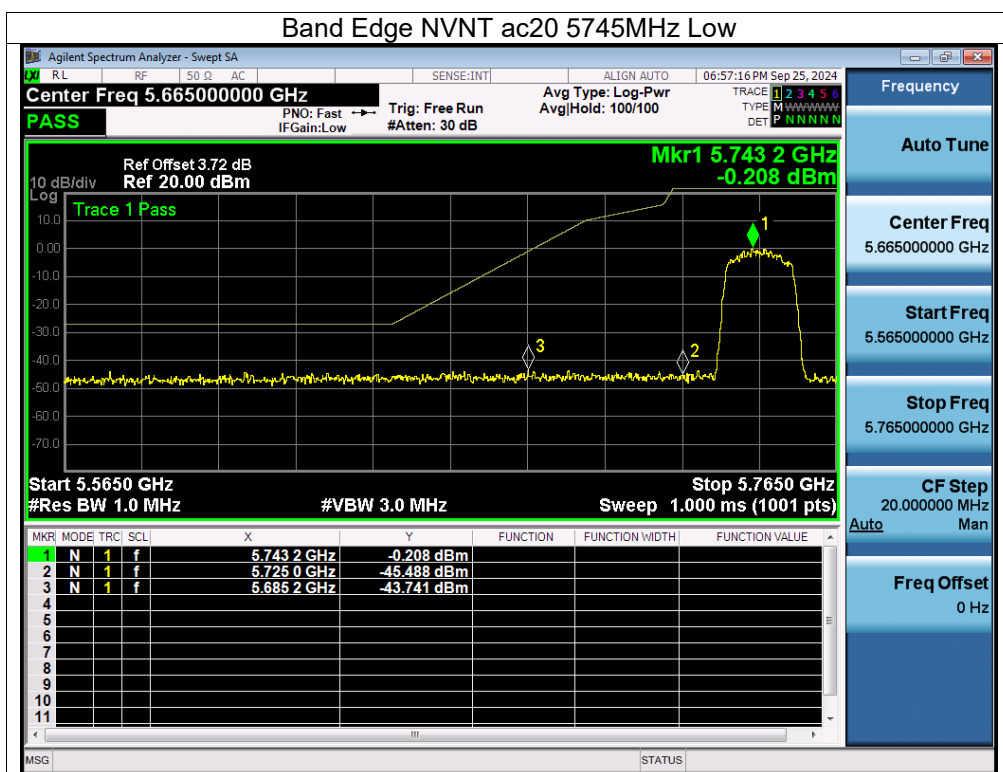 Band Edge NVNT ac20 5745MHz Low
Agilent Spectrum Analyzer - Swept SA
LXI RL RF 50 Ω AC SENSE:INT ALIGN AUTO 06:57:16 PM Sep 25, 2024
Center Freq 5.665000000 GHz
PASS
PNO: Fast
IFGain:Low
Trig: Free Run
#Atten: 30 dB
Avg Type: Log-Pwr
Avg|Hold: 100/100
TRACE 1 2 3 4 5 6
TYPE M WWWWW
DET P N N N N N
Ref Offset 3.72 dB
10 dB/div Ref 20.00 dBm
Log
Mkr1 5.743 2 GHz
-0.208 dBm
Trace 1 Pass
10.0
0.00
-10.0
-20.0
-30.0
-40.0
-50.0
-60.0
-70.0
1
2
3
Start 5.5650 GHz Stop 5.7650 GHz
#Res BW 1.0 MHz #VBW 3.0 MHz Sweep 1.000 ms (1001 pts)
MKR MODE TRC SCL X Y FUNCTION FUNCTION WIDTH FUNCTION VALUE
1 N 1 f 5.743 2 GHz -0.208 dBm
2 N 1 f 5.725 0 GHz -45.488 dBm
3 N 1 f 5.685 2 GHz -43.741 dBm
4
5
6
7
8
9
10
11
MSG STATUS
Frequency
Auto Tune
Center Freq
5.665000000 GHz
Start Freq
5.565000000 GHz
Stop Freq
5.765000000 GHz
CF Step
20.000000 MHz
Auto Man
Freq Offset
0 Hz